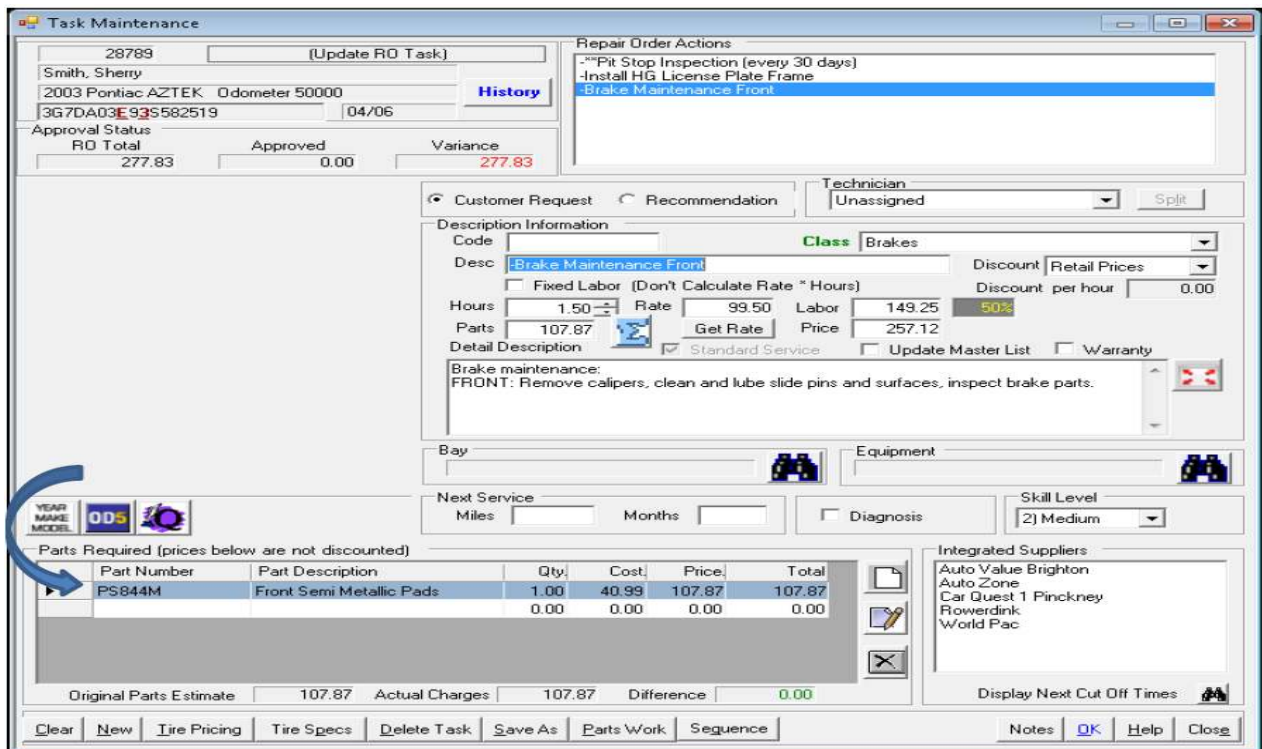 Task Maintenance
28789 (Update RO Task)
Smith, Sherry
2003 Pontiac AZTEK Odometer 50000
History
3G7DA03E93S582519 04/06
Approval Status
RO Total Approved Variance
277.83 0.00 277.83
Repair Order Actions
-**Pit Stop Inspection (every 30 days)
-Install HG License Plate Frame
-Brake Maintenance Front
Customer Request Recommendation
Technician
Unassigned Split
Description Information
Code Class Brakes
Desc -Brake Maintenance Front Discount Retail Prices
Fixed Labor (Don't Calculate Rate * Hours) Discount per hour 0.00
Hours 1.50 Rate 99.50 Labor 149.25 50%
Parts 107.87 Σ Get Rate Price 257.12
Detail Description Standard Service Update Master List Warranty
Brake maintenance:
FRONT: Remove calipers, clean and lube slide pins and surfaces, inspect brake parts.
Bay Equipment
YEAR
MAKE
MODEL
OD5
Next Service
Miles Months Diagnosis
Skill Level
2) Medium
Parts Required (prices below are not discounted)
Part Number Part Description Qty. Cost. Price. Total
PS844M Front Semi Metallic Pads 1.00 40.99 107.87 107.87
0.00 0.00 0.00 0.00
Original Parts Estimate 107.87 Actual Charges 107.87 Difference 0.00
Integrated Suppliers
Auto Value Brighton
Auto Zone
Car Quest 1 Pinckney
Rowerdink
World Pac
Display Next Cut Off Times
Clear New Tire Pricing Tire Specs Delete Task Save As Parts Work Sequence Notes OK Help Close